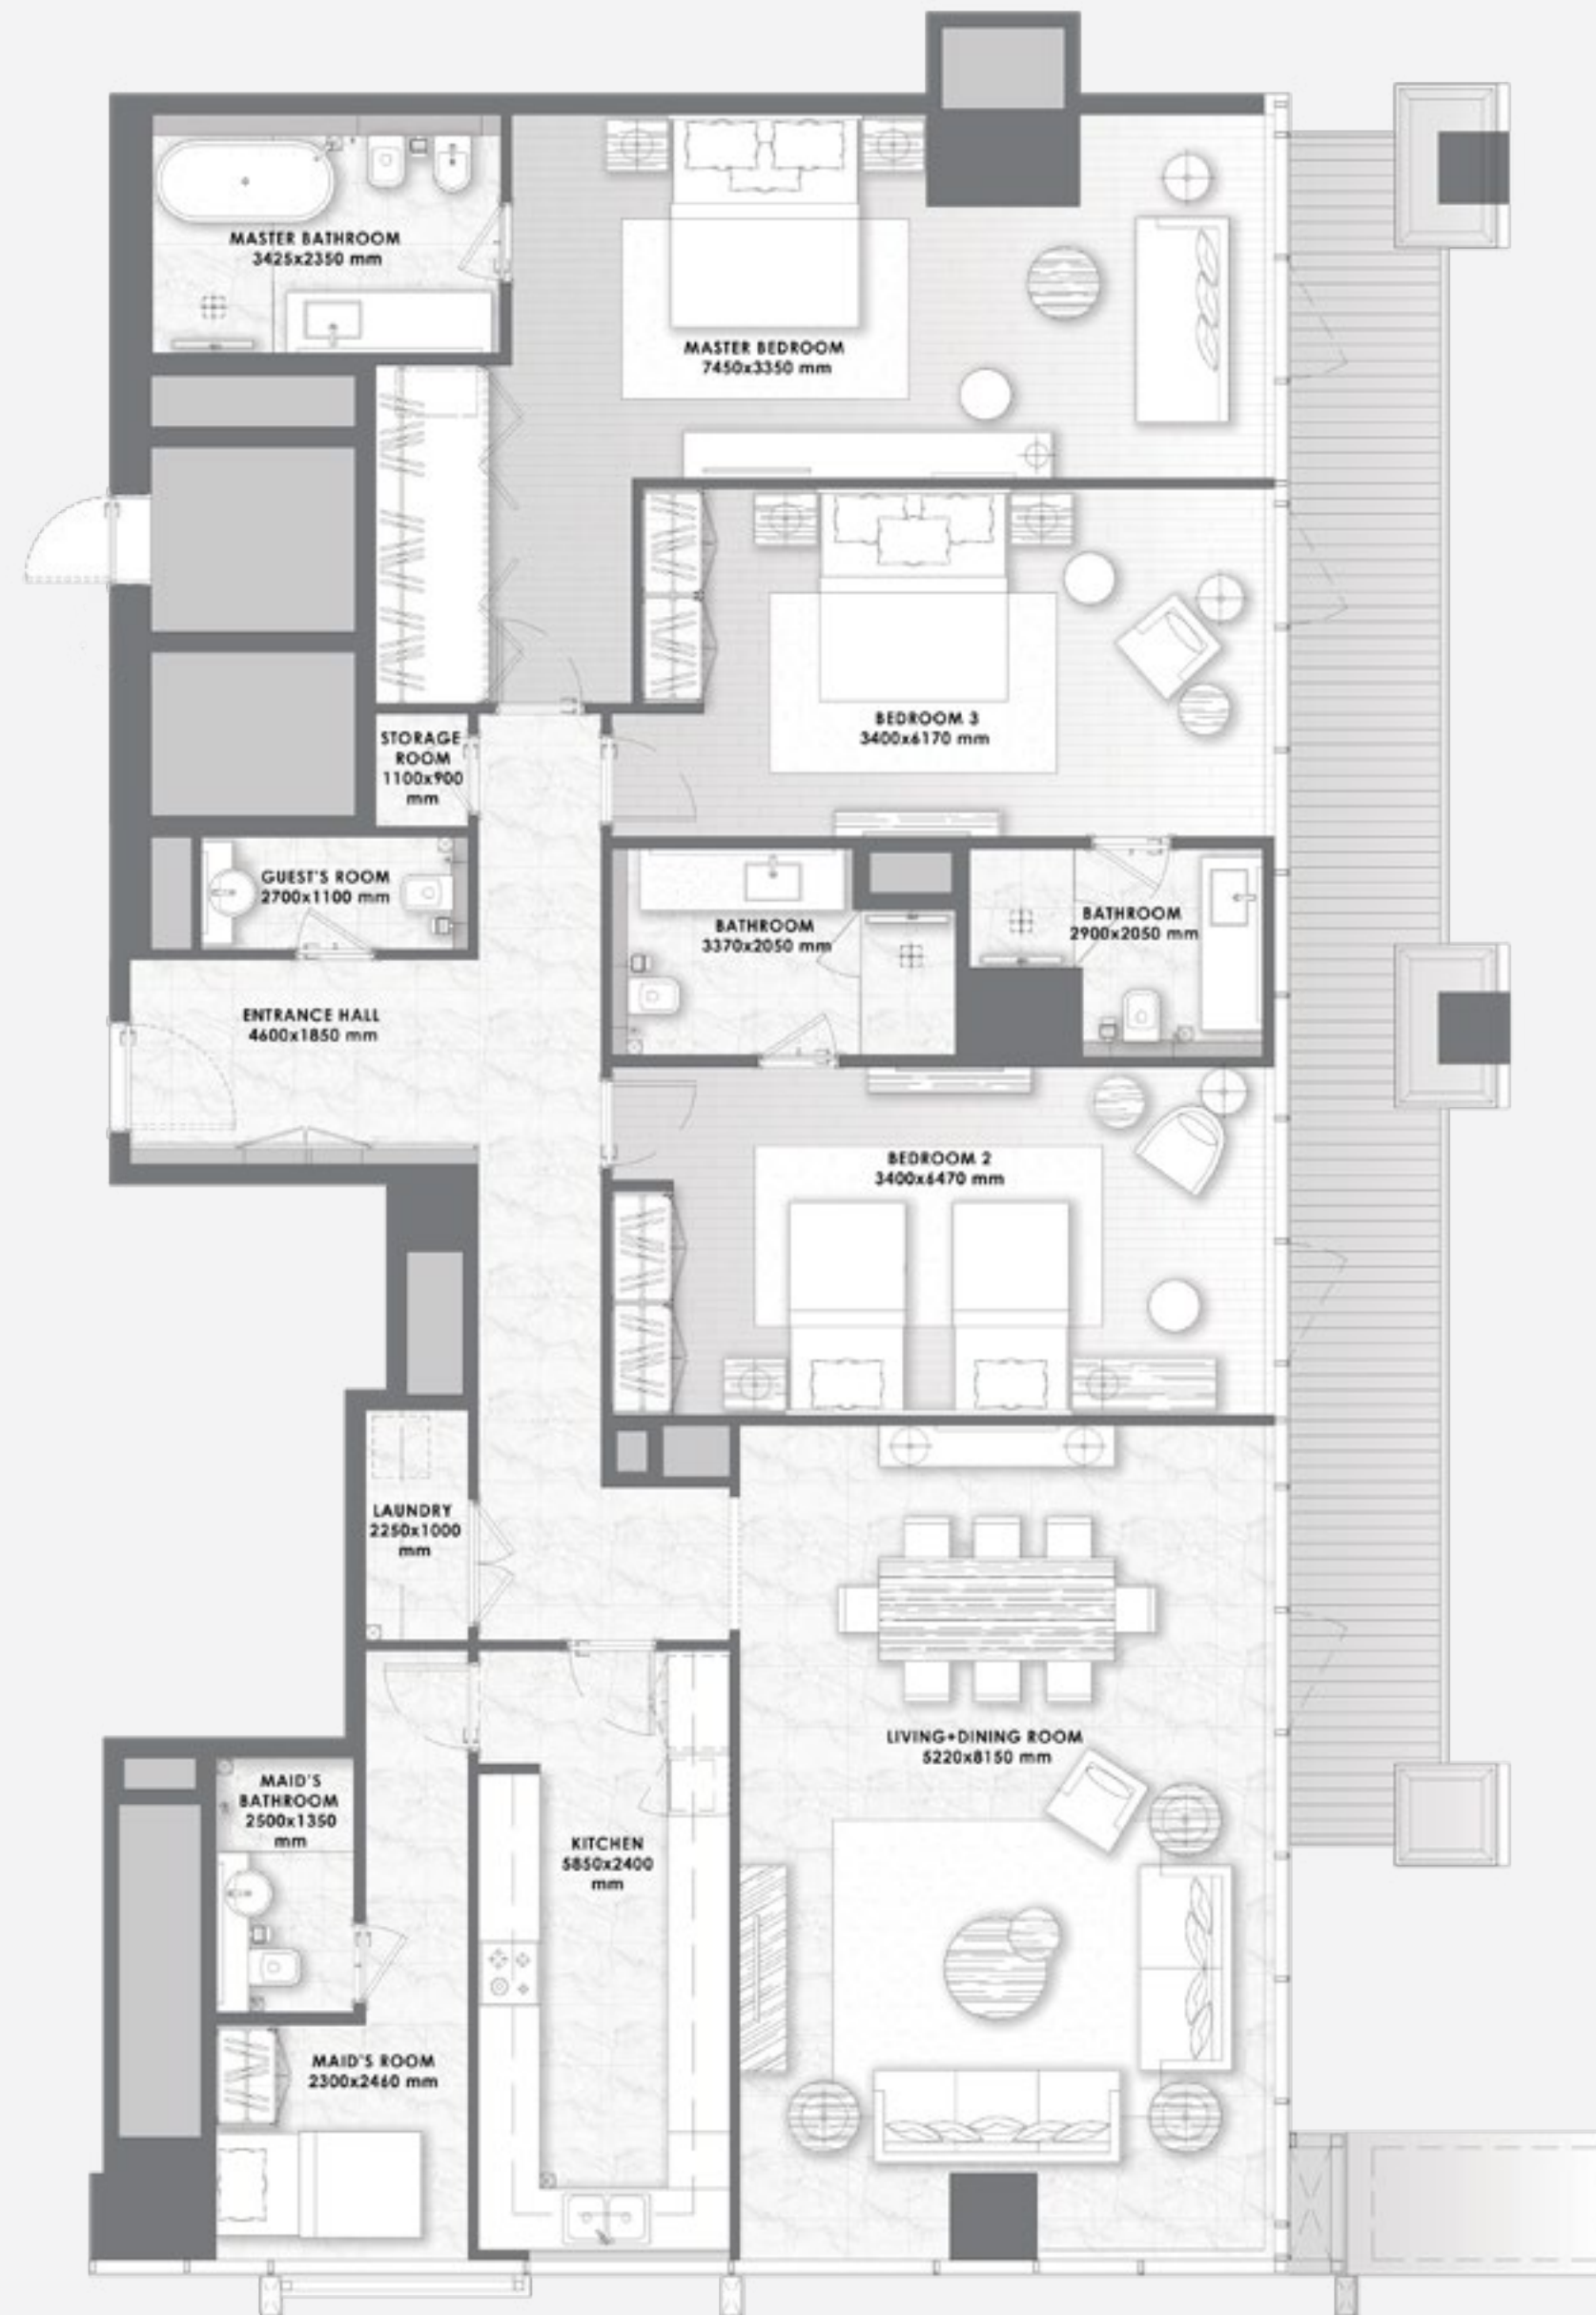 MASTER BATHROOM
3425x2350 mm
MASTER BEDROOM
7450x3350 mm
STORAGE
ROOM
1100x900
mm
BEDROOM 3
3400x6170 mm
GUEST'S ROOM
2700x1100 mm
BATHROOM
3370x2050 mm
BATHROOM
2900x2050 mm
ENTRANCE HALL
4600x1850 mm
BEDROOM 2
3400x6470 mm
LAUNDRY
2250x1000
mm
LIVING+DINING ROOM
5220x8150 mm
MAID'S
BATHROOM
2500x1350
mm
KITCHEN
5850x2400
mm
MAID'S ROOM
2300x2460 mm